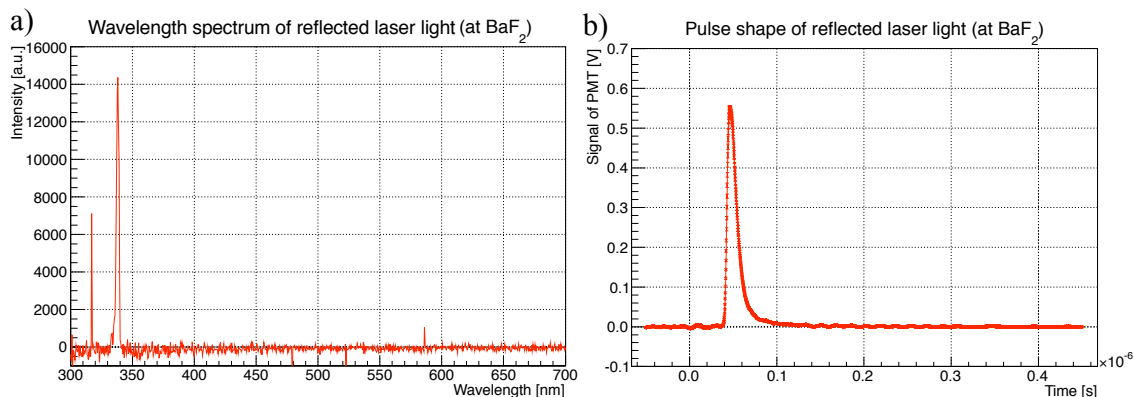 a)
Wavelength spectrum of reflected laser light (at BaF2)
Intensity [a.u.]
16000
14000
12000
10000
8000
6000
4000
2000
0
300 350 400 450 500 550 600 650 700
Wavelength [nm]
b)
Pulse shape of reflected laser light (at BaF2)
Signal of PMT [V]
0.7
0.6
0.5
0.4
0.3
0.2
0.1
0.0
-0.1
0.0 0.1 0.2 0.3 0.4
×10-6
Time [s]